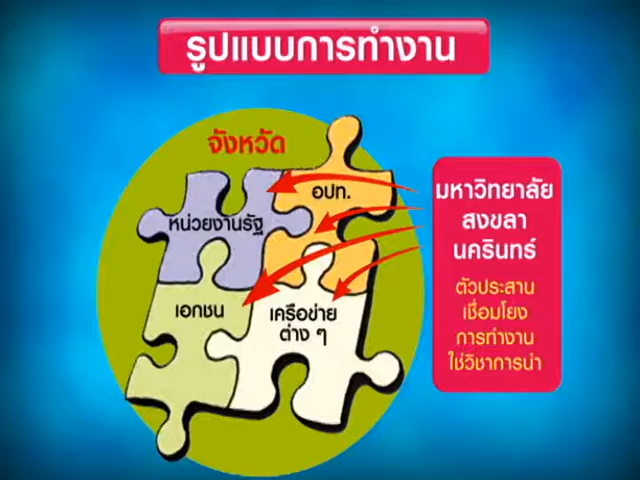 รูปแบบการทำงาน
จังหวัด
อปท.
หน่วยงานรัฐ
เอกชน
เครือข่าย
ต่าง ๆ
มหาวิทยาลัย
สงขลา
นครินทร์
ตัวประสาน
เชื่อมโยง
การทำงาน
ใช่วิชาการนำ